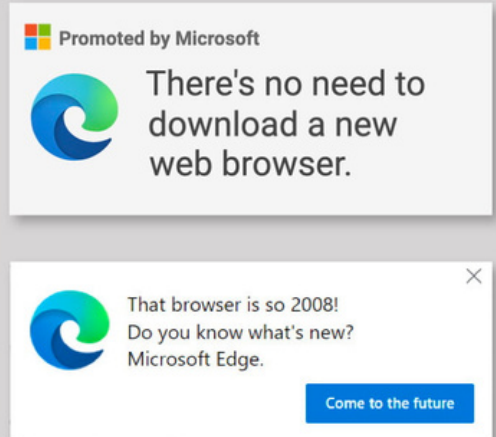 Promoted by Microsoft
There's no need to
download a new
web browser.
That browser is so 2008!
Do you know what's new?
Microsoft Edge.
Come to the future